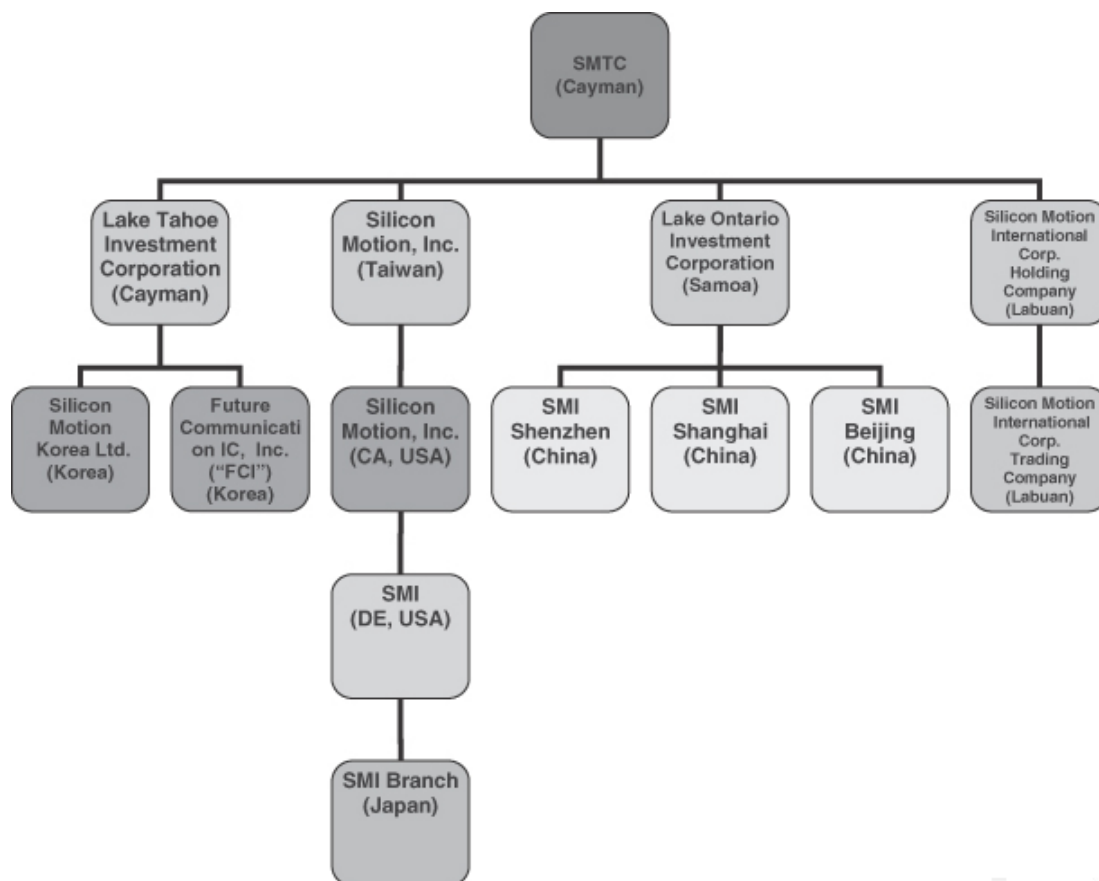 SMTC
(Cayman)
Lake Tahoe
Investment
Corporation
(Cayman)
Silicon
Motion, Inc.
(Taiwan)
Lake Ontario
Investment
Corporation
(Samoa)
Silicon Motion
International
Corp.
Holding
Company
(Labuan)
Silicon
Motion
Korea Ltd.
(Korea)
Future
Communicati
on IC, Inc.
(“FCI”)
(Korea)
Silicon
Motion, Inc.
(CA, USA)
SMI
Shenzhen
(China)
SMI
Shanghai
(China)
SMI
Beijing
(China)
Silicon Motion
International
Corp.
Trading
Company
(Labuan)
SMI
(DE, USA)
SMI Branch
(Japan)